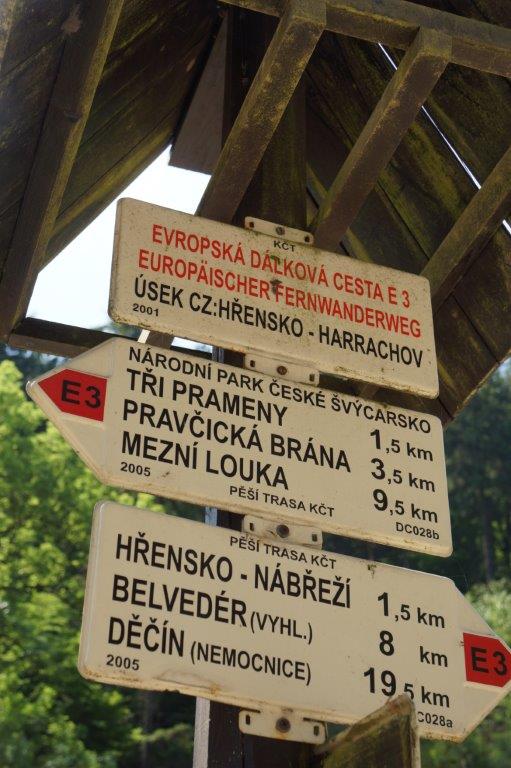 KČT
EVROPSKÁ DÁLKOVÁ CESTA E 3
EUROPÄISCHER FERNWANDERWEG
ÚSEK CZ:HŘENSKO - HARRACHOV
2001
NÁRODNÍ PARK ČESKÉ ŠVÝCARSKO
E3
TŘI PRAMENY 1,5 km
PRAVČICKÁ BRÁNA 3,5 km
MEZNÍ LOUKA 9,5 km
2005 PĚŠÍ TRASA KČT DC028b
PĚŠÍ TRASA KČT
HŘENSKO - NÁBŘEŽÍ 1,5 km
BELVEDÉR (VYHL.) 8 km
E3
DĚČÍN (NEMOCNICE) 19,5 km
2005 C028a